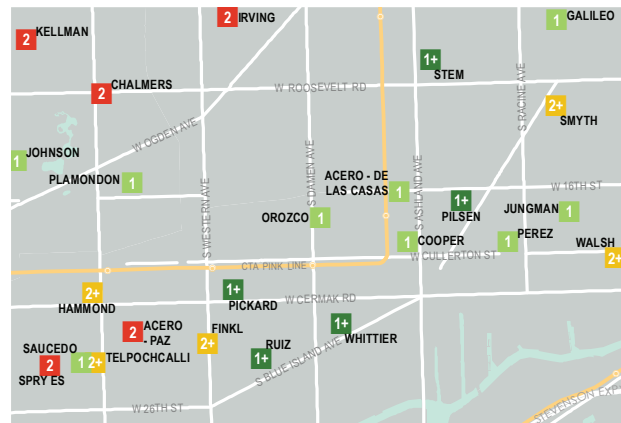 2 KELLMAN
2 IRVING
1 GALILEO
1+
STEM
2 CHALMERS
W ROOSEVELT RD
S RACINE AVE
2+
SMYTH
W OGDEN AVE
1 JOHNSON
PLAMONDON 1
S WESTERN AVE
S DAMEN AVE
ACERO - DE
LAS CASAS 1
S ASHLAND AVE
W 16TH ST
1+
PILSEN
JUNGMAN 1
OROZCO 1
1 COOPER
1 PEREZ
WALSH
2+
W CULLERTON ST
CTA PINK LINE
2+
HAMMOND
1+
PICKARD
W CERMAK RD
2 ACERO
- PAZ
2+ FINKL
1+
WHITTIER
1+ RUIZ
S BLUE ISLAND AVE
SAUCEDO
2 1 2+ TELPOCHCALLI
SPRY ES
W 26TH ST
STEVENSON EXP